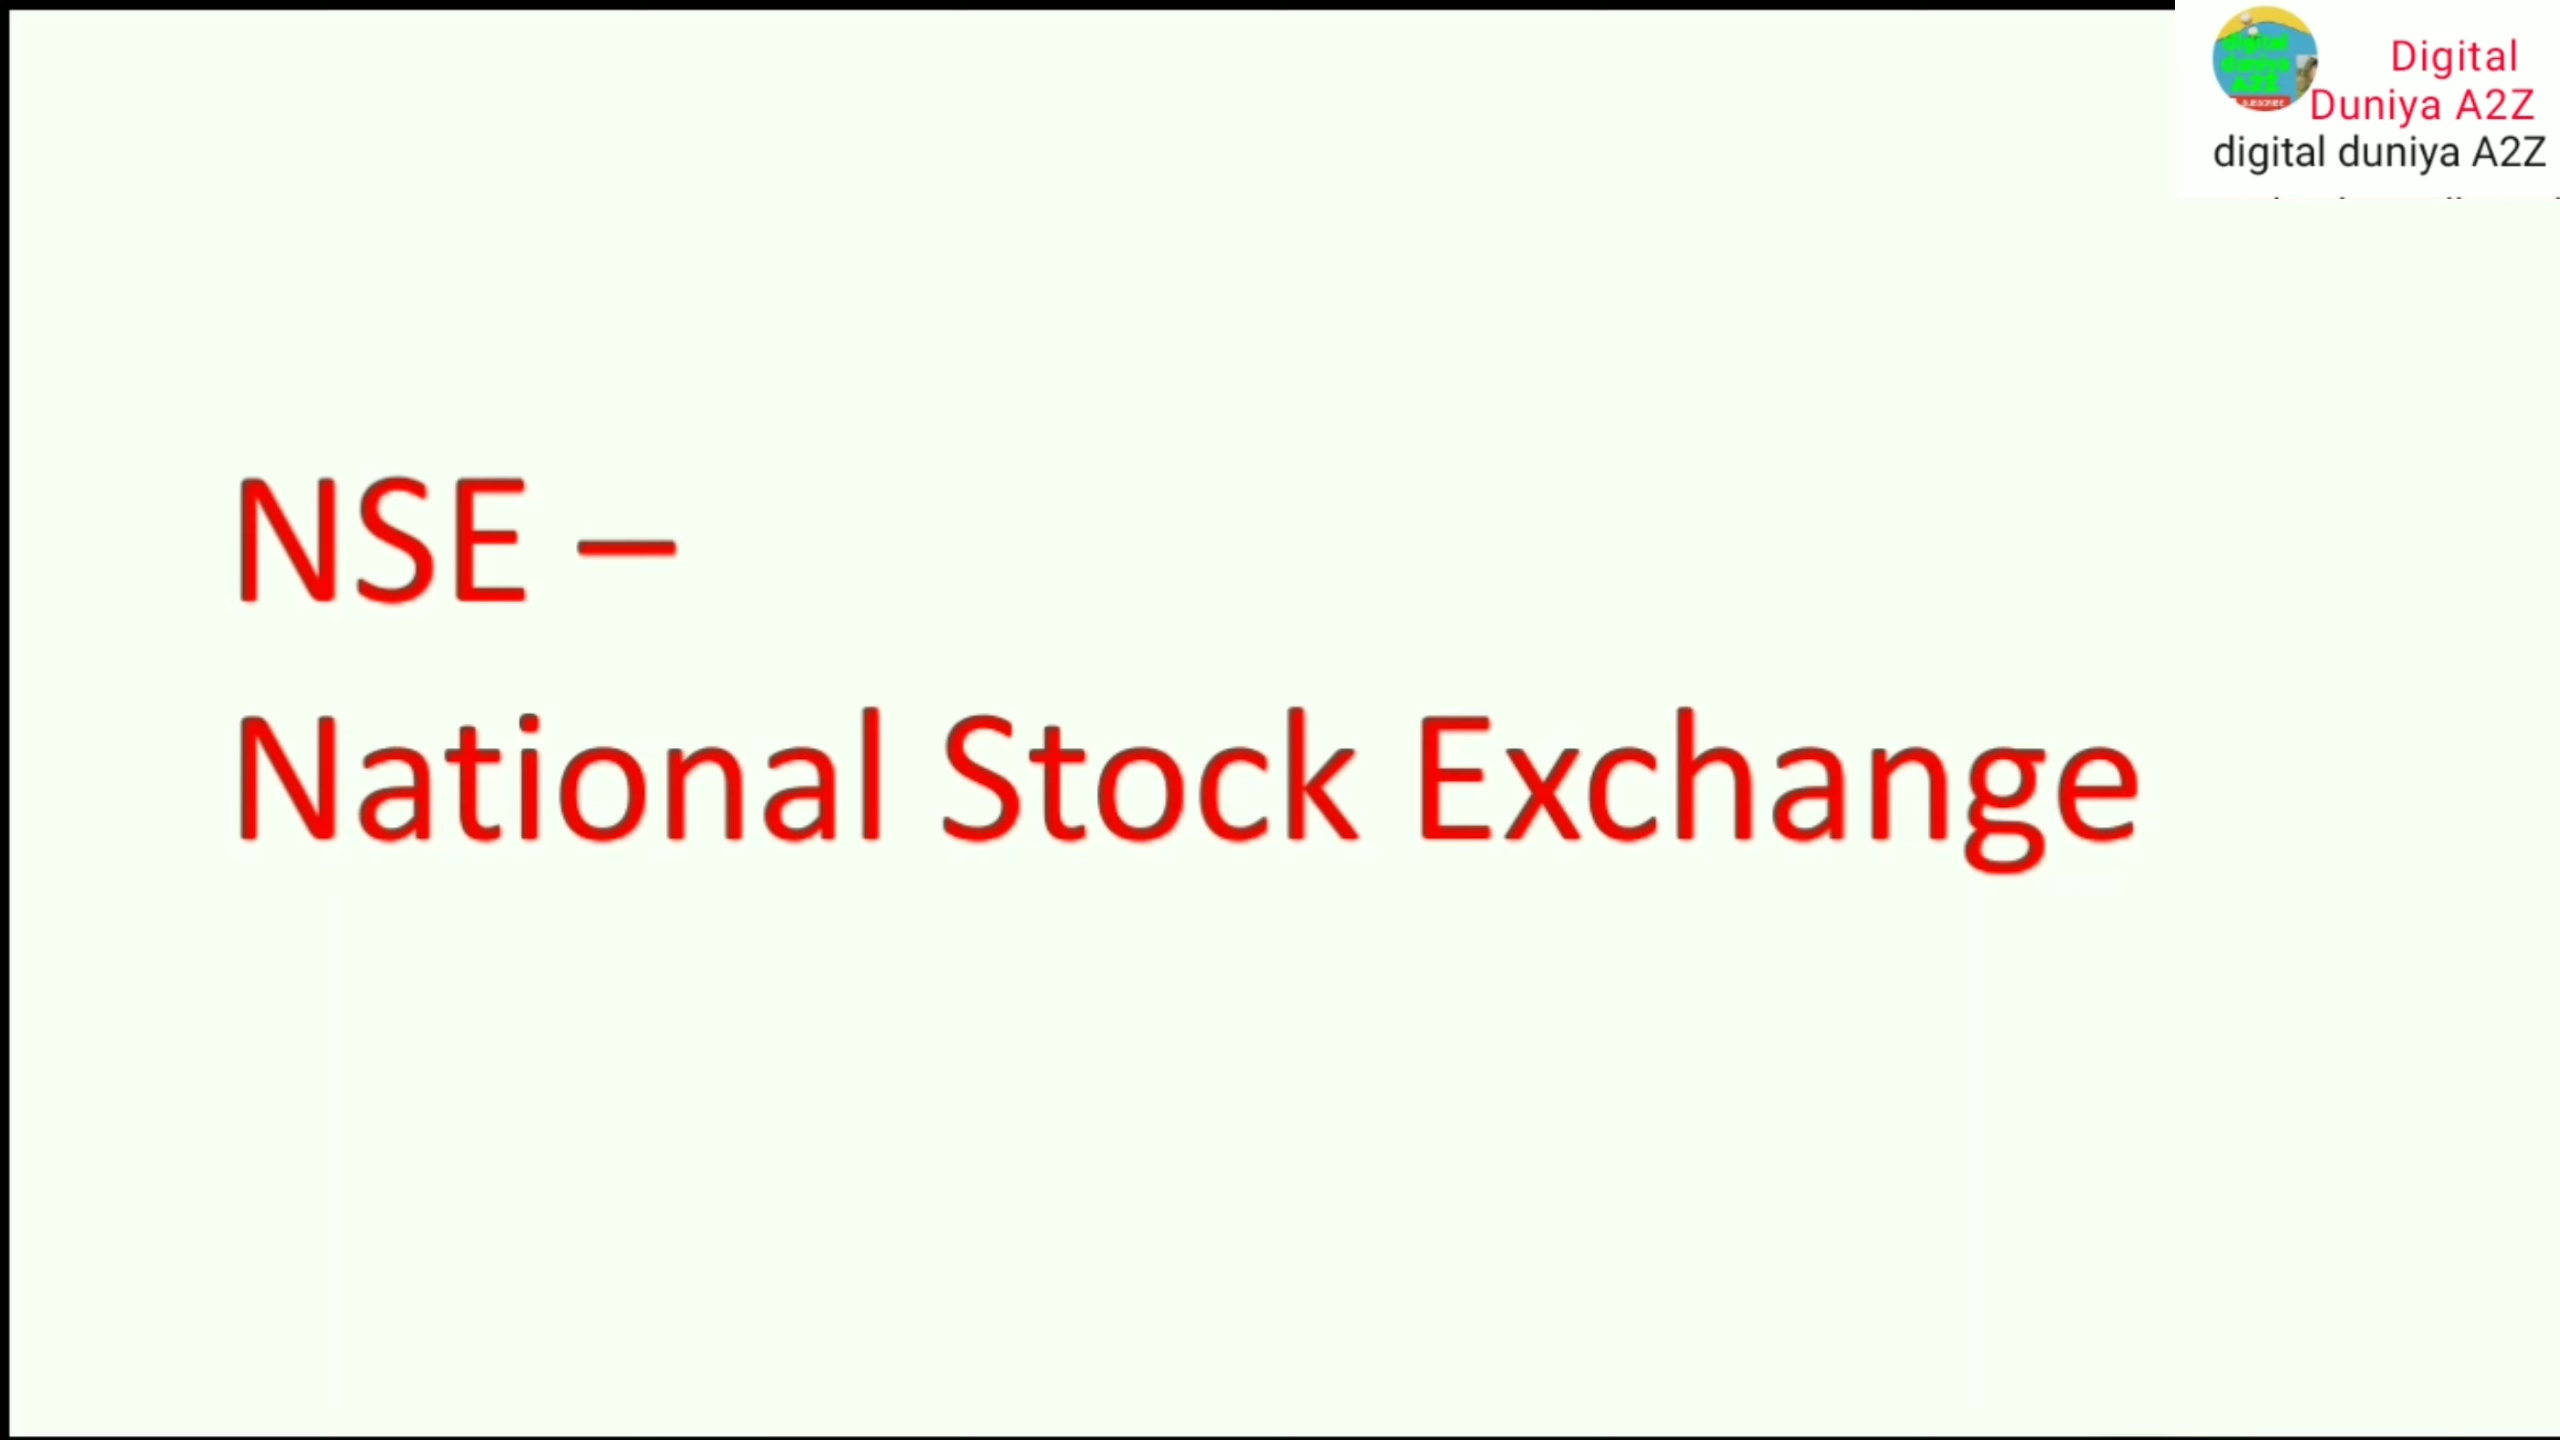 Digital
Duniya A2Z
digital duniya A2Z
NSE –
National Stock Exchange